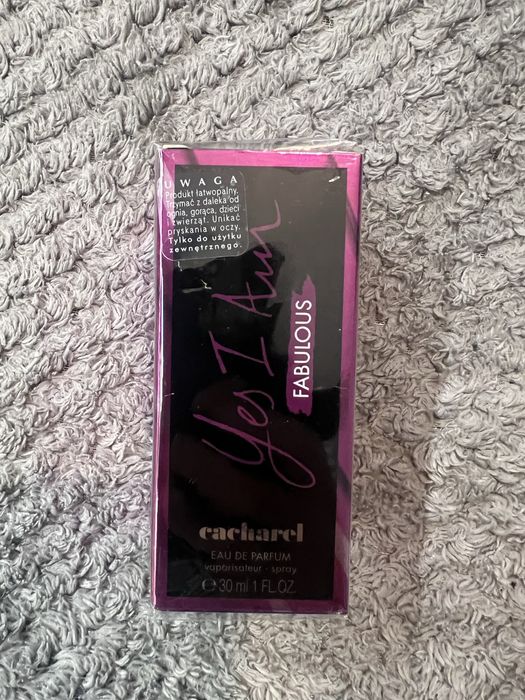 UWAGA
Produkt łatwopalny.
Trzymać z daleka od
ognia, gorąca, dzieci
i zwierząt. Unikać
pryskania w oczy.
Tylko do użytku
zewnętrznego.
Yes I Am
FABULOUS
cacharel
EAU DE PARFUM
vaporisateur - spray
℮ 30 ml 1 FL.OZ.